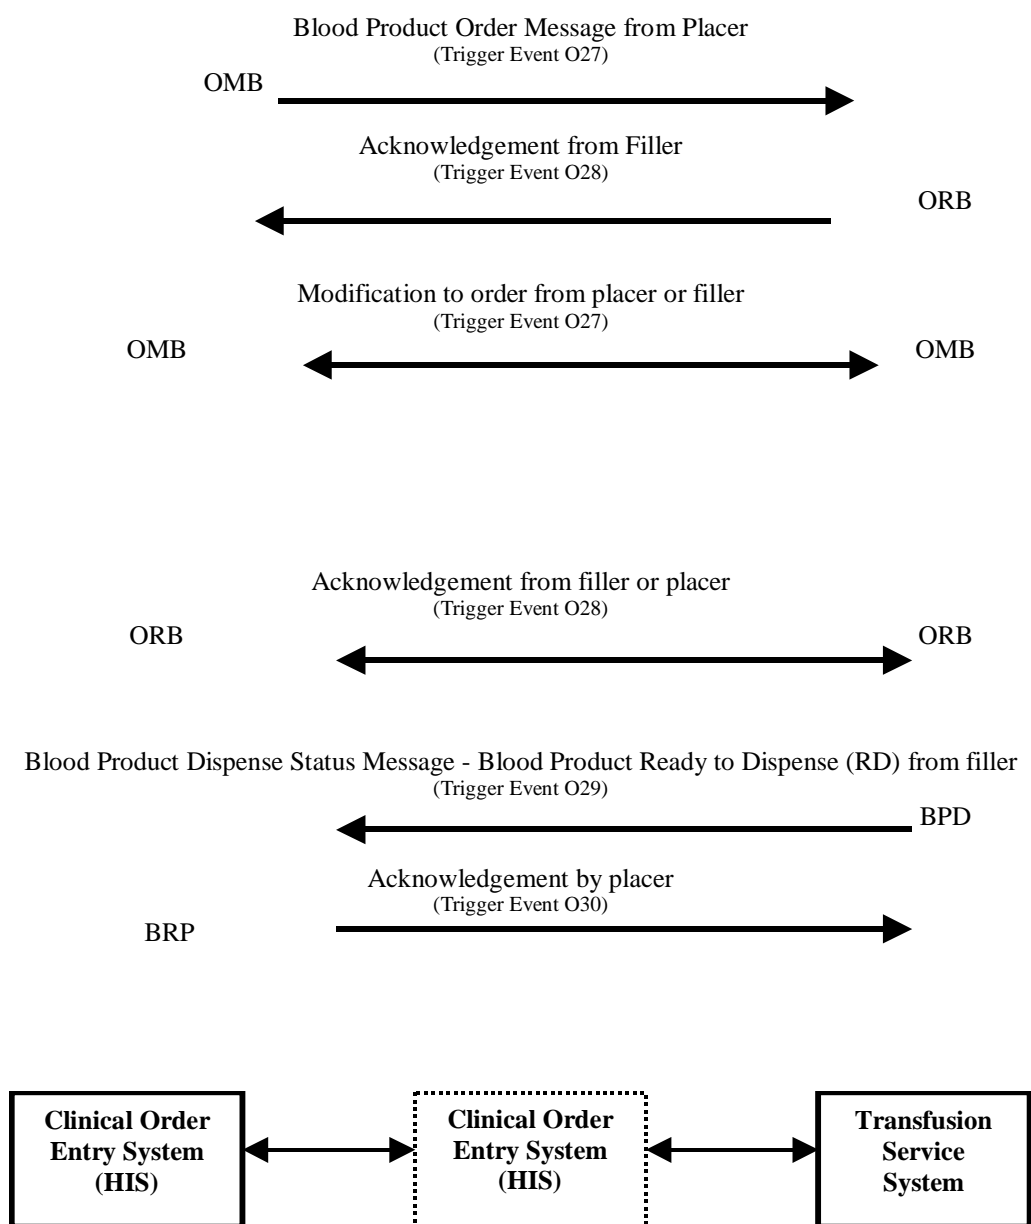 Blood Product Order Message from Placer
(Trigger Event O27)
OMB
Acknowledgement from Filler
(Trigger Event O28)
ORB
Modification to order from placer or filler
(Trigger Event O27)
OMB
OMB
Acknowledgement from filler or placer
(Trigger Event O28)
ORB
ORB
Blood Product Dispense Status Message - Blood Product Ready to Dispense (RD) from filler
(Trigger Event O29)
BPD
Acknowledgement by placer
(Trigger Event O30)
BRP
Clinical Order
Entry System
(HIS)
Clinical Order
Entry System
(HIS)
Transfusion
Service
System